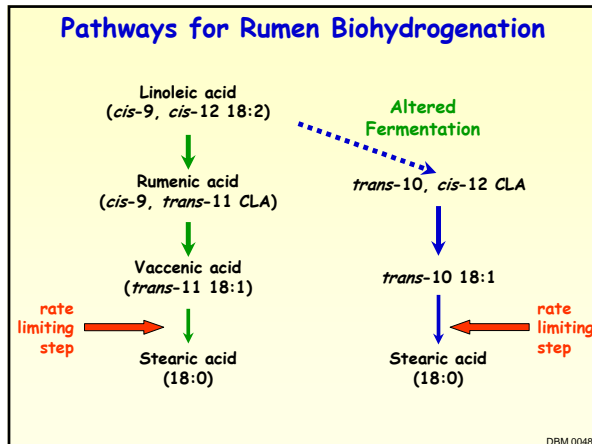 Pathways for Rumen Biohydrogenation
Linoleic acid
(cis-9, cis-12 18:2)
Altered
Fermentation
Rumenic acid
(cis-9, trans-11 CLA)
trans-10, cis-12 CLA
Vaccenic acid
(trans-11 18:1)
trans-10 18:1
rate
limiting
step
rate
limiting
step
Stearic acid
(18:0)
Stearic acid
(18:0)
DBM.0048